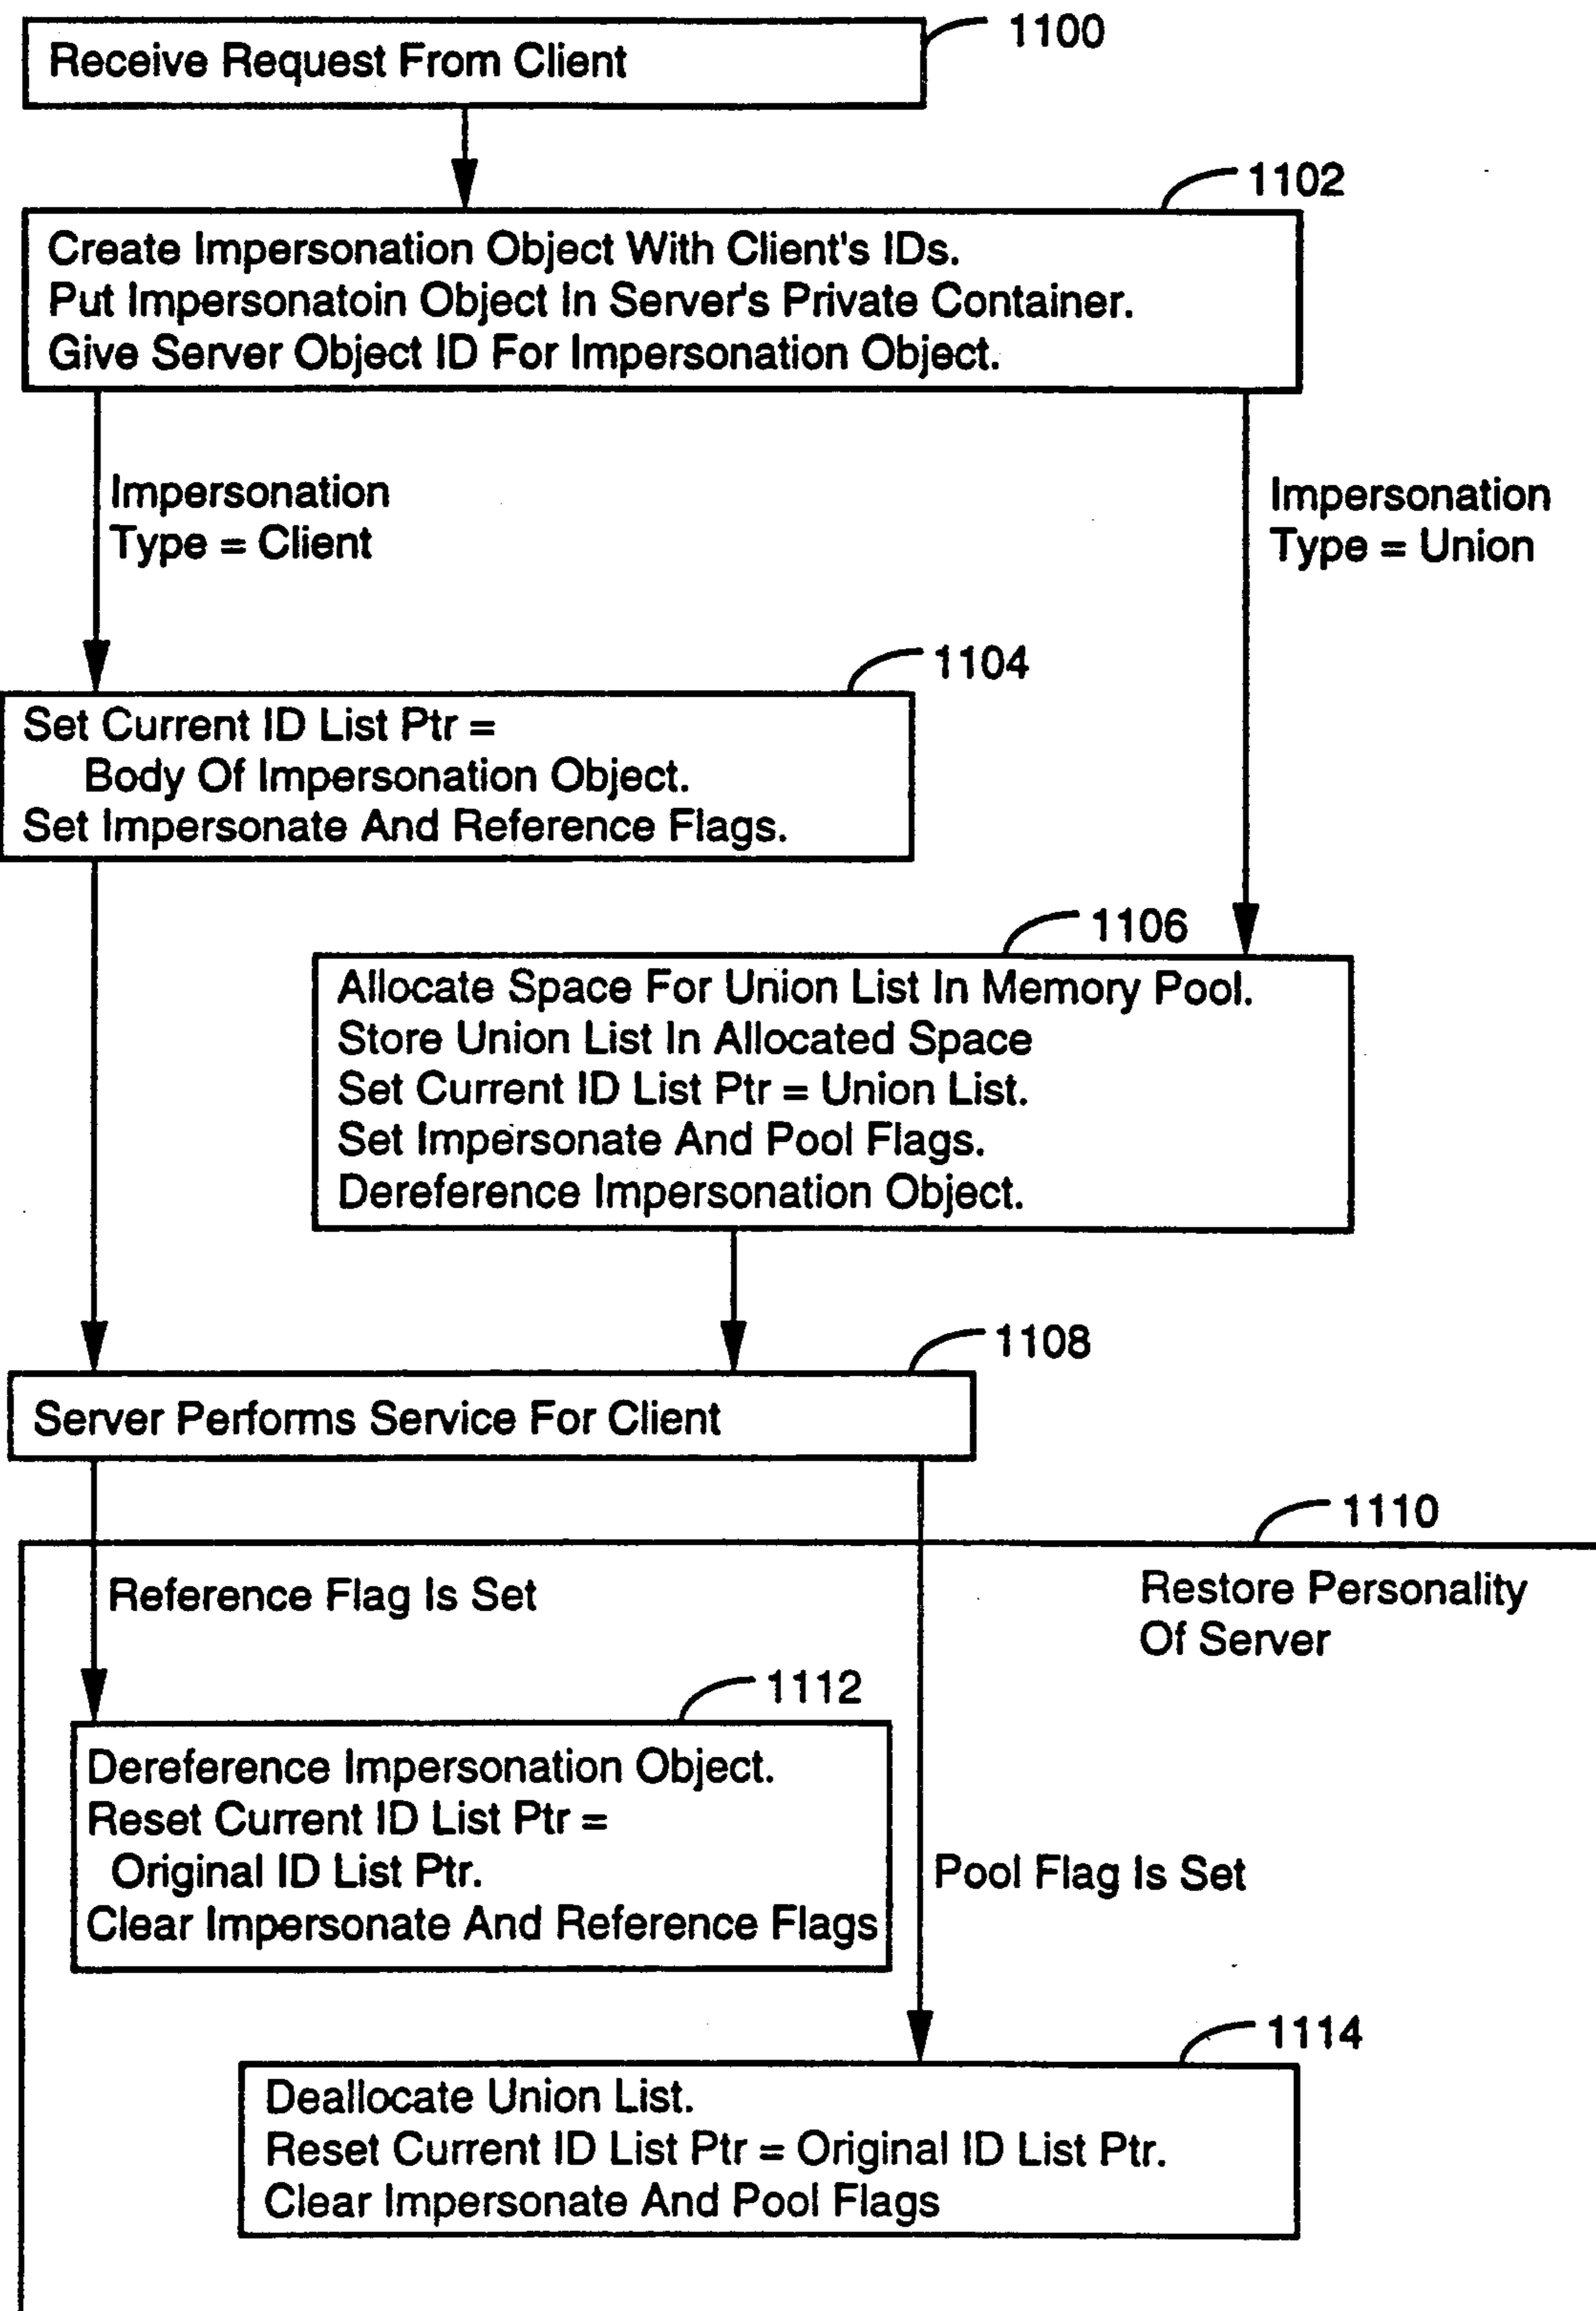 1100
Receive Request From Client
1102
Create Impersonation Object With Client's IDs.
Put Impersonatoin Object In Server's Private Container.
Give Server Object ID For Impersonation Object.
Impersonation
Type = Client
Impersonation
Type = Union
1104
Set Current ID List Ptr =
Body Of Impersonation Object.
Set Impersonate And Reference Flags.
1106
Allocate Space For Union List In Memory Pool.
Store Union List In Allocated Space
Set Current ID List Ptr = Union List.
Set Impersonate And Pool Flags.
Dereference Impersonation Object.
1108
Server Performs Service For Client
1110
Restore Personality
Of Server
Reference Flag Is Set
1112
Dereference Impersonation Object.
Reset Current ID List Ptr =
Original ID List Ptr.
Clear Impersonate And Reference Flags
Pool Flag Is Set
1114
Deallocate Union List.
Reset Current ID List Ptr = Original ID List Ptr.
Clear Impersonate And Pool Flags